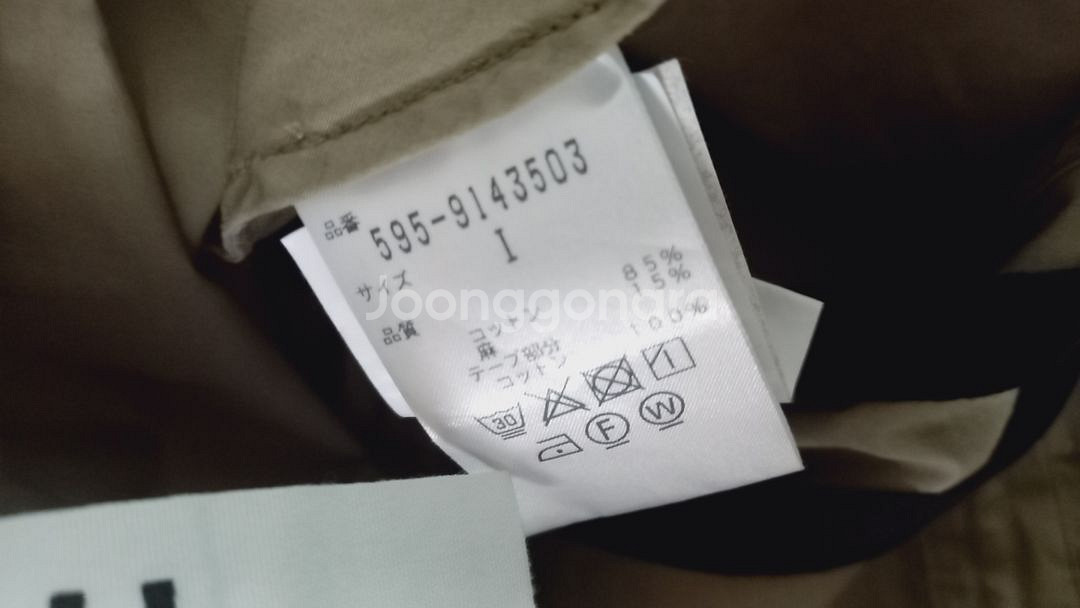 品番 595-9143503
サイズ I
品質 コットン 85%
麻 15%
テープ部分
コットン 100%
30
F W
Joonggonara